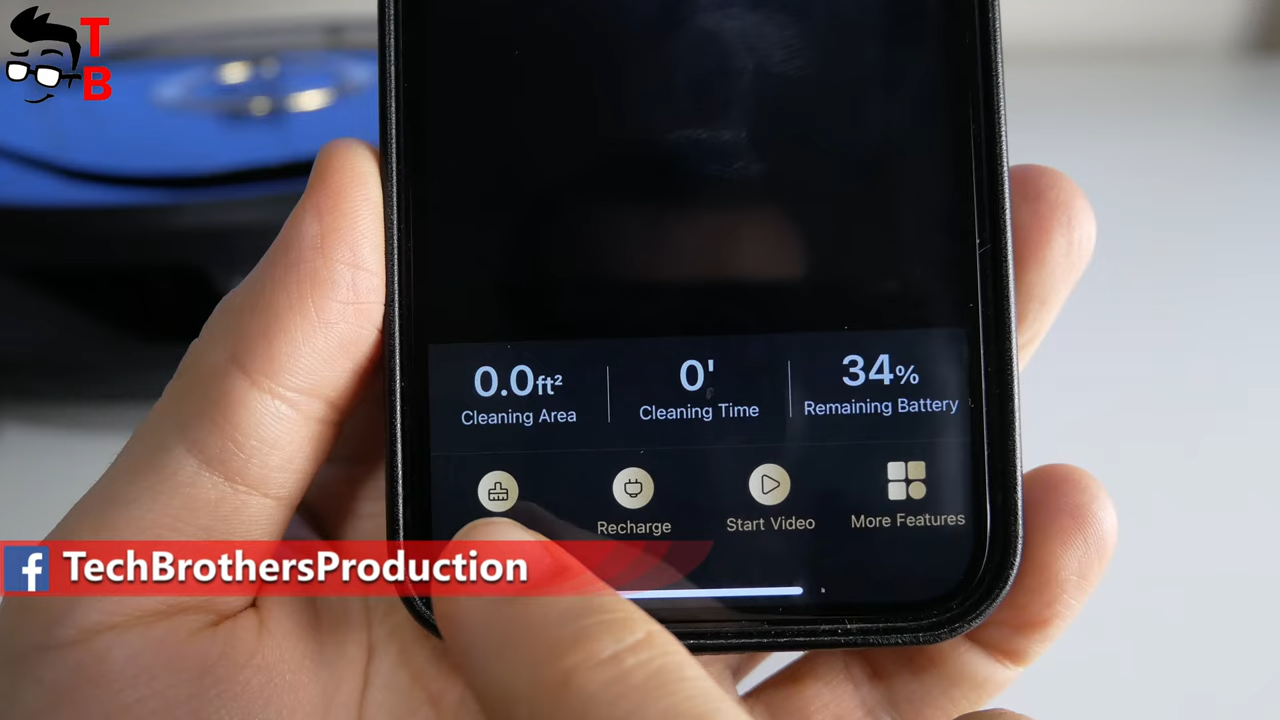 TB
0.0ft²
Cleaning Area
0'
Cleaning Time
34%
Remaining Battery
Recharge
Start Video
More Features
f TechBrothersProduction